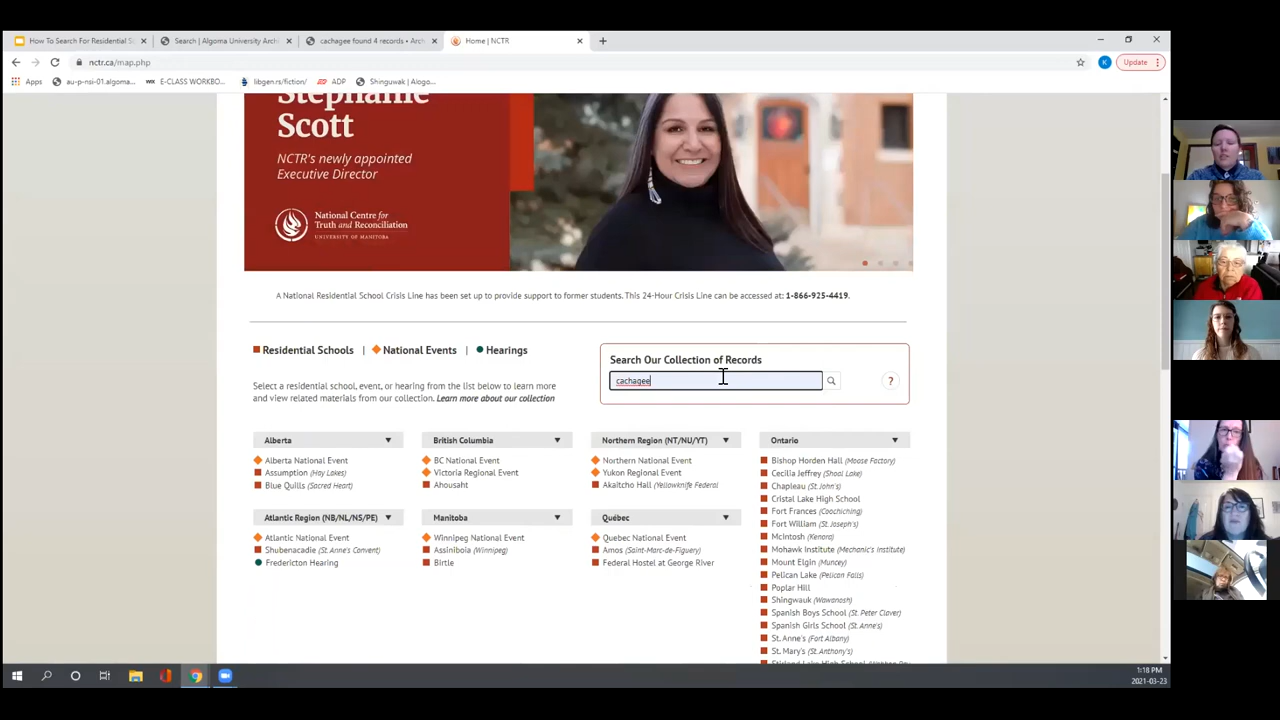 How To Search For Residential S
Search | Algoma University Arch
cachagee found 4 records • Arch
Home | NCTR
nctr.ca/map.php
K
Update
Apps
au-p-nsi-01.algoma...
WX E-CLASS WORKBO...
libgen.rs/fiction/
ADP
Shinguwak | Alogo...
Stephanie
Scott
NCTR's newly appointed
Executive Director
National Centre for
Truth and Reconciliation
UNIVERSITY OF MANITOBA
A National Residential School Crisis Line has been set up to provide support to former students. This 24-Hour Crisis Line can be accessed at: 1-866-925-4419.
Residential Schools | National Events | Hearings
Select a residential school, event, or hearing from the list below to learn more
and view related materials from our collection. Learn more about our collection
Search Our Collection of Records
cachagee
?
Alberta
Alberta National Event
Assumption (Hay Lakes)
Blue Quills (Sacred Heart)
British Columbia
BC National Event
Victoria Regional Event
Ahousaht
Northern Region (NT/NU/YT)
Northern National Event
Yukon Regional Event
Akaitcho Hall (Yellowknife Federal
Ontario
Bishop Horden Hall (Moose Factory)
Cecilia Jeffrey (Shoal Lake)
Chapleau (St. John's)
Cristal Lake High School
Fort Frances (Coochiching)
Fort William (St. Joseph's)
McIntosh (Kenora)
Mohawk Institute (Mechanic's Institute)
Mount Elgin (Muncey)
Pelican Lake (Pelican Falls)
Poplar Hill
Shingwauk (Wawanosh)
Spanish Boys School (St. Peter Claver)
Spanish Girls School (St. Anne's)
St. Anne's (Fort Albany)
St. Mary's (St. Anthony's)
Atlantic Region (NB/NL/NS/PE)
Atlantic National Event
Shubenacadie (St. Anne's Convent)
Fredericton Hearing
Manitoba
Winnipeg National Event
Assiniboia (Winnipeg)
Birtle
Québec
Quebec National Event
Amos (Saint-Marc-de-Figuery)
Federal Hostel at George River
1:18 PM
2021-03-23